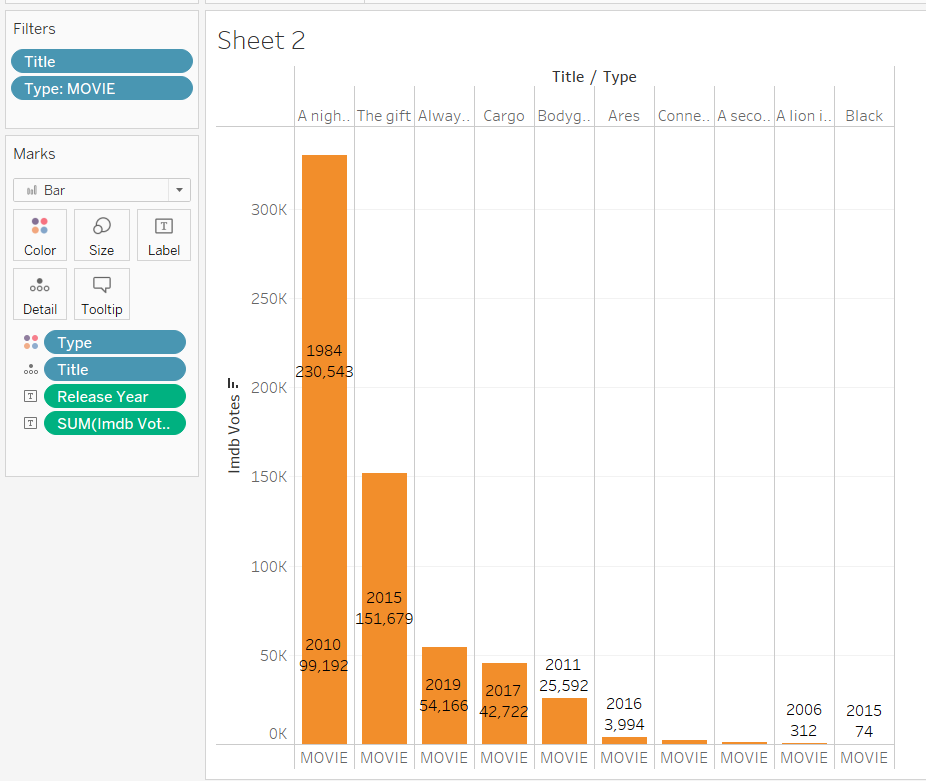 Filters
Title
Type: MOVIE
Marks
Bar
Color
Size
Label
Detail
Tooltip
Type
Title
Release Year
SUM(Imdb Vot..
Sheet 2
Title / Type
A nigh.. The gift Alway.. Cargo Bodyg.. Ares Conne.. A seco.. A lion i.. Black
Imdb Votes
300K
250K
200K
150K
100K
50K
0K
1984
230,543
2010
99,192
2015
151,679
2019
54,166
2017
42,722
2011
25,592
2016
3,994
2006
312
2015
74
MOVIE MOVIE MOVIE MOVIE MOVIE MOVIE MOVIE MOVIE MOVIE MOVIE